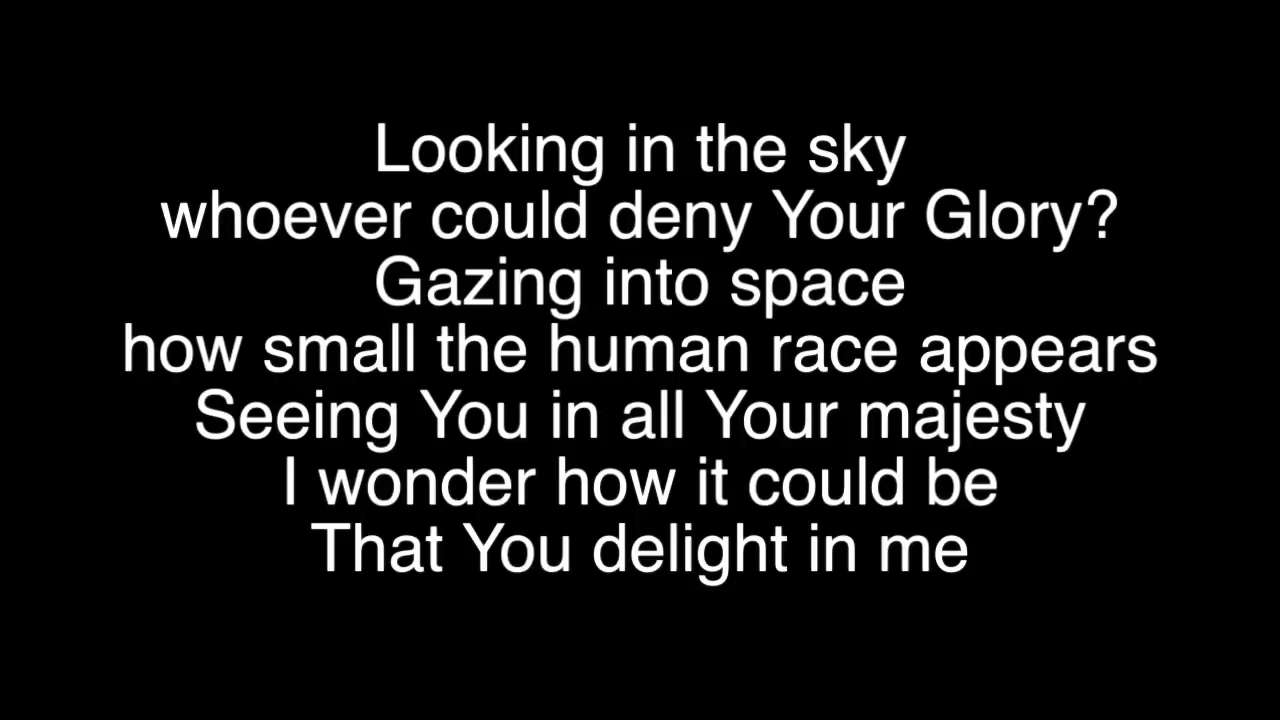 Looking in the sky
whoever could deny Your Glory?
Gazing into space
how small the human race appears
Seeing You in all Your majesty
I wonder how it could be
That You delight in me